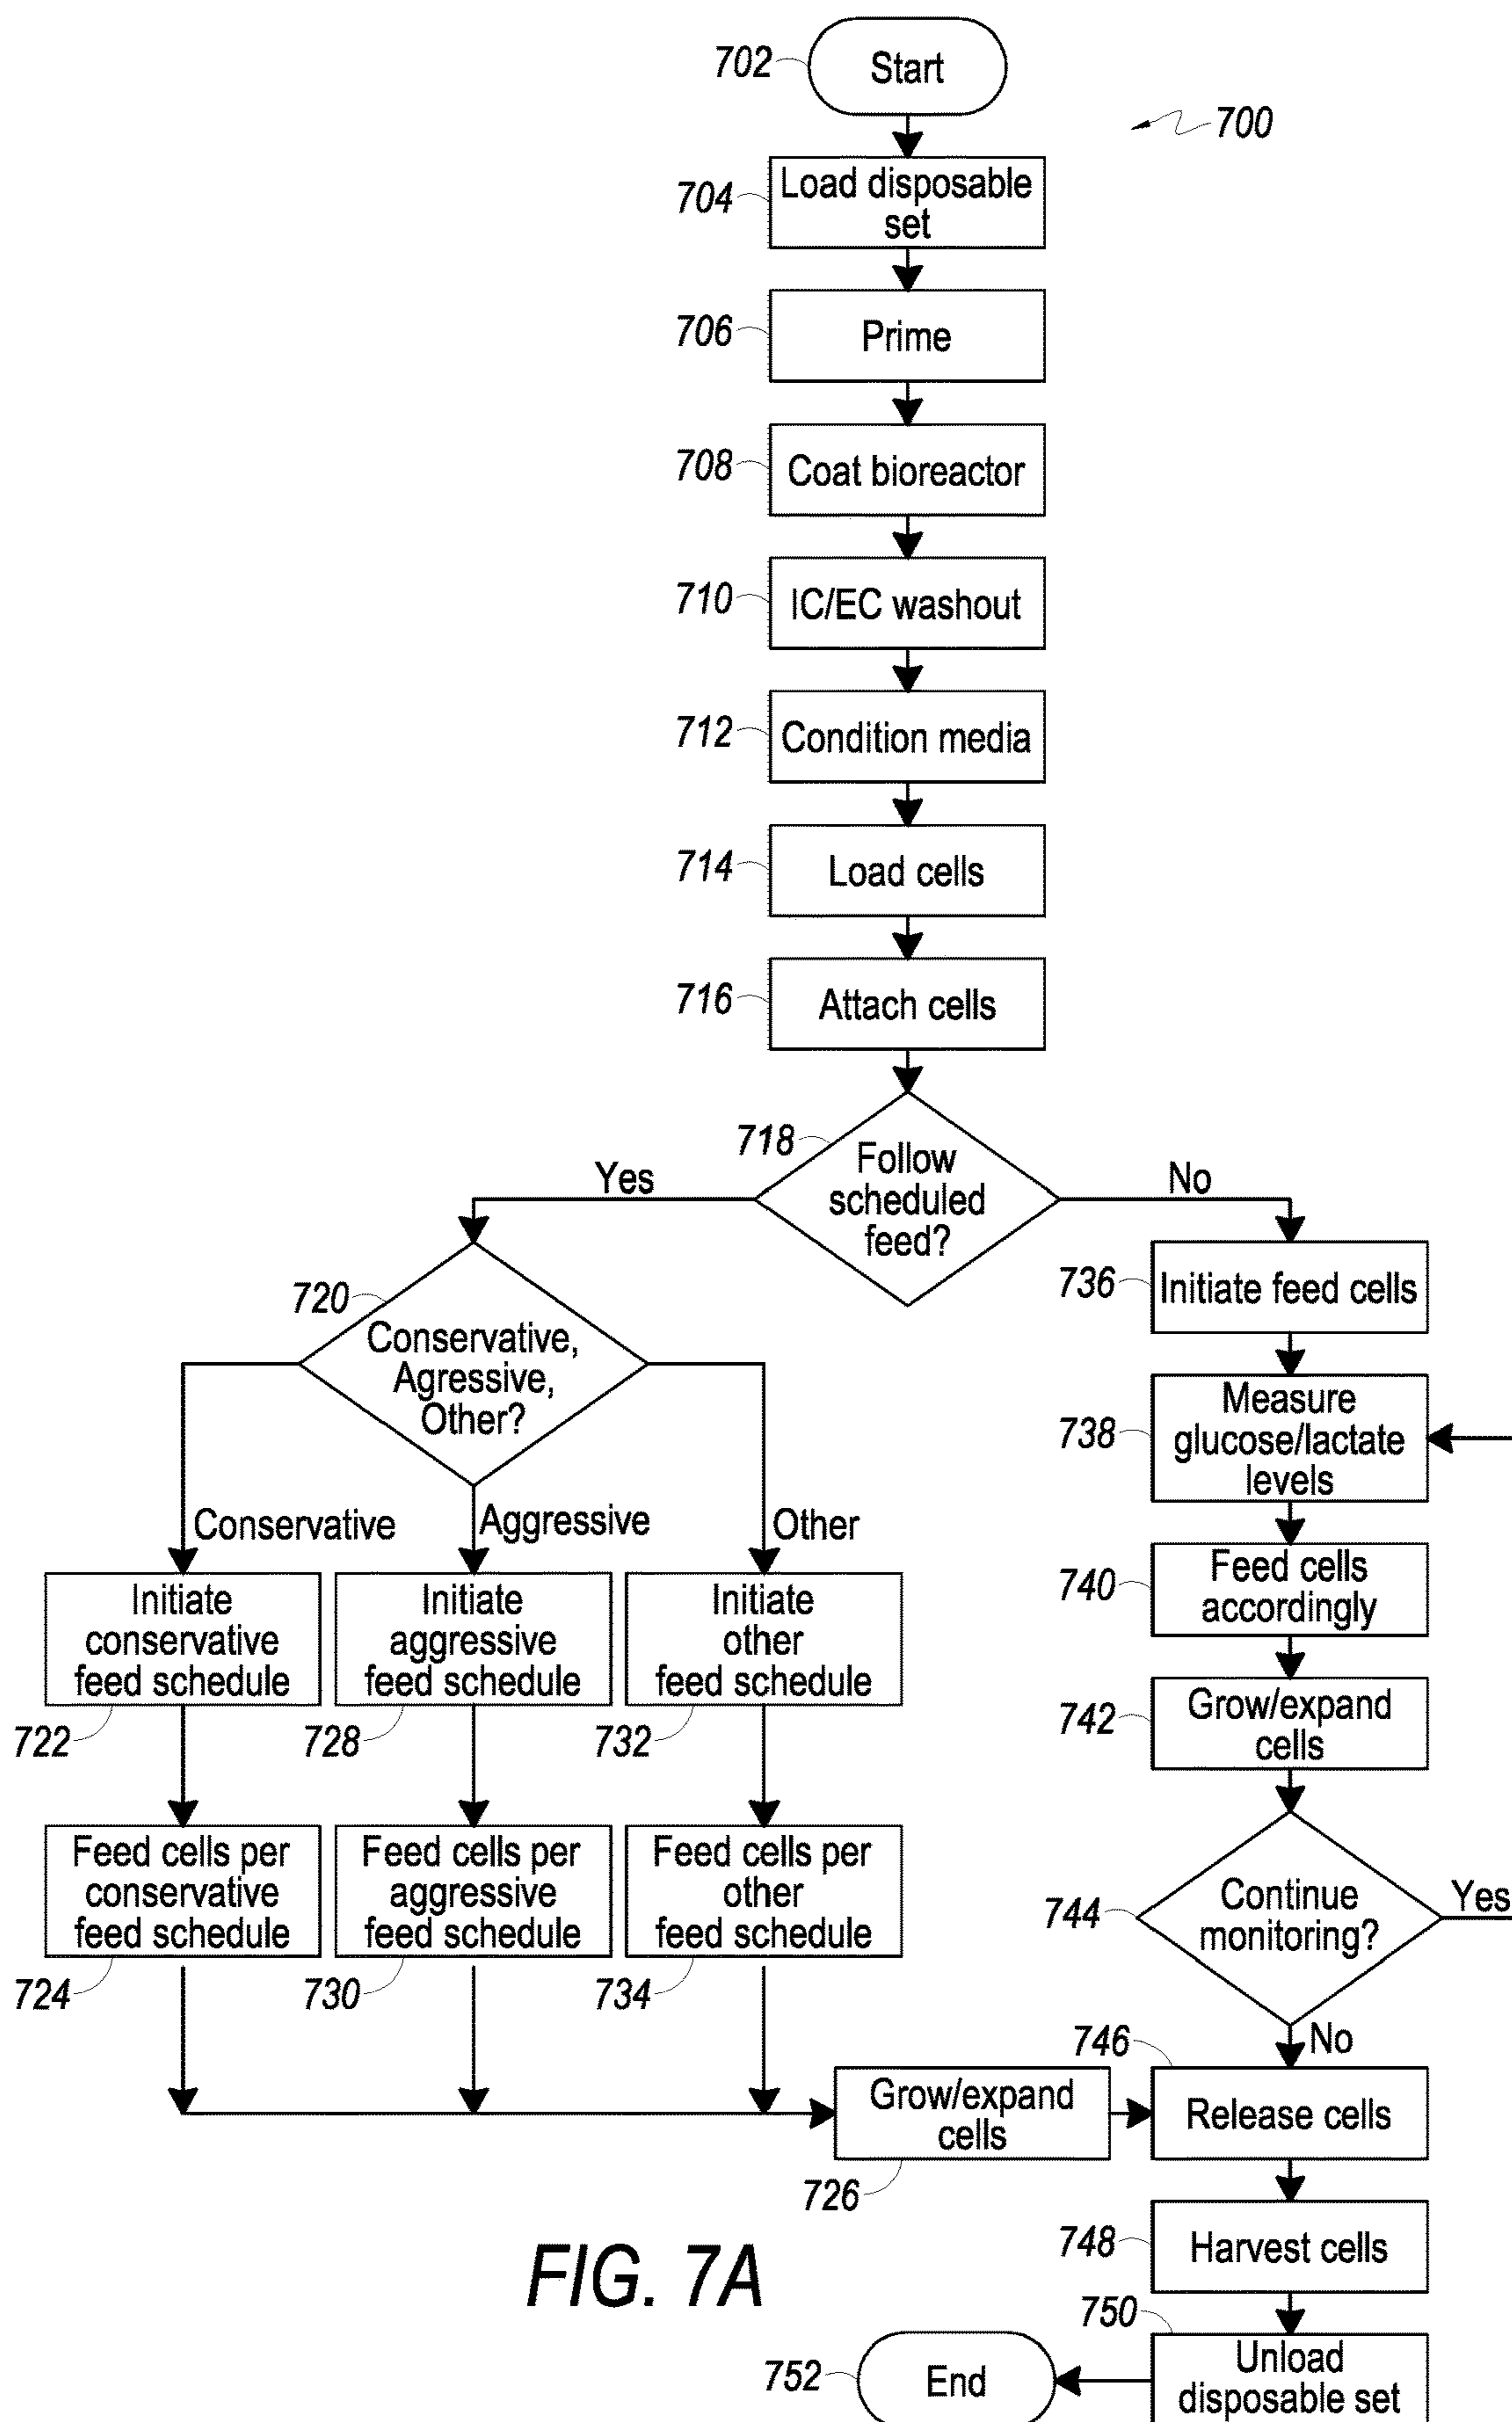 702
Start
700
704
Load disposable
set
706
Prime
708
Coat bioreactor
710
IC/EC washout
712
Condition media
714
Load cells
716
Attach cells
718
Follow
scheduled
feed?
Yes
No
720
Conservative,
Agressive,
Other?
736
Initiate feed cells
738
Measure
glucose/lactate
levels
Conservative
Aggressive
Other
740
Feed cells
accordingly
Initiate
conservative
feed schedule
722
Initiate
aggressive
feed schedule
728
Initiate
other
feed schedule
732
742
Grow/expand
cells
Feed cells per
conservative
feed schedule
724
Feed cells per
aggressive
feed schedule
730
Feed cells per
other
feed schedule
734
744
Continue
monitoring?
Yes
No
Grow/expand
cells
726
746
Release cells
748
Harvest cells
750
Unload
disposable set
752
End
FIG. 7A